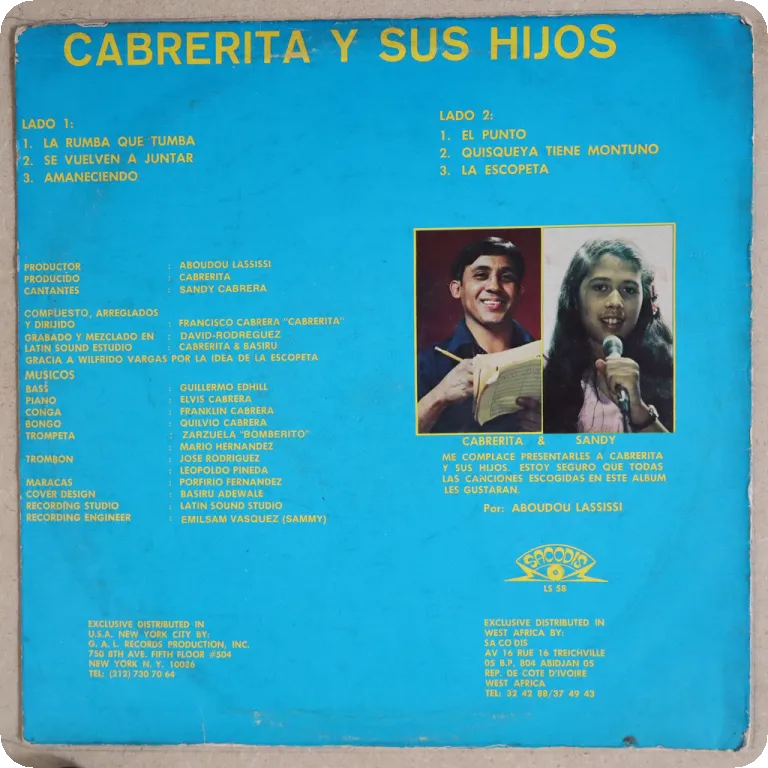 CABRERITA Y SUS HIJOS
LADO 1:
1. LA RUMBA QUE TUMBA
2. SE VUELVEN A JUNTAR
3. AMANECIENDO
LADO 2:
1. EL PUNTO
2. QUISQUEYA TIENE MONTUNO
3. LA ESCOPETA
PRODUCTOR : ABOUDOU LASSISSI
PRODUCIDO : CABRERITA
CANTANTES : SANDY CABRERA
COMPUESTO, ARREGLADOS
Y DIRIJIDO : FRANCISCO CABRERA "CABRERITA"
GRABADO Y MEZCLADO EN : DAVID-RODREGUEZ
LATIN SOUND ESTUDIO : CABRERITA & BASIRU
GRACIA A WILFRIDO VARGAS POR LA IDEA DE LA ESCOPETA
MUSICOS
BASS : GUILLERMO EDHILL
PIANO : ELVIS CABRERA
CONGA : FRANKLIN CABRERA
BONGO : QUILVIO CABRERA
TROMPETA : ZARZUELA "BOMBERITO"
: MARIO HERNANDEZ
TROMBON : JOSE RODRIGUEZ
: LEOPOLDO PINEDA
MARACAS : PORFIRIO FERNANDEZ
COVER DESIGN : BASIRU ADEWALE
RECORDING STUDIO : LATIN SOUND STUDIO
RECORDING ENGINEER : EMILSAM VASQUEZ (SAMMY)
CABRERITA & SANDY
ME COMPLACE PRESENTARLES A CABRERITA
Y SUS HIJOS. ESTOY SEGURO QUE TODAS
LAS CANCIONES ESCOGIDAS EN ESTE ALBUM
LES GUSTARAN.
Por: ABOUDOU LASSISSI
SACODIS
LS 58
EXCLUSIVE DISTRIBUTED IN
U.S.A. NEW YORK CITY BY:
G. A. L. RECORDS PRODUCTION, INC.
750 8TH AVE. FIFTH FLOOR #504
NEW YORK N. Y. 10026
TEL: (212) 730 70 64
EXCLUSIVE DISTRIBUTED IN
WEST AFRICA BY:
SA CO DIS
AV 16 RUE 16 TREICHVILLE
05 B.P. 804 ABIDJAN 05
REP. DE COTE D'IVOIRE
WEST AFRICA
TEL: 32 42 88/37 49 43